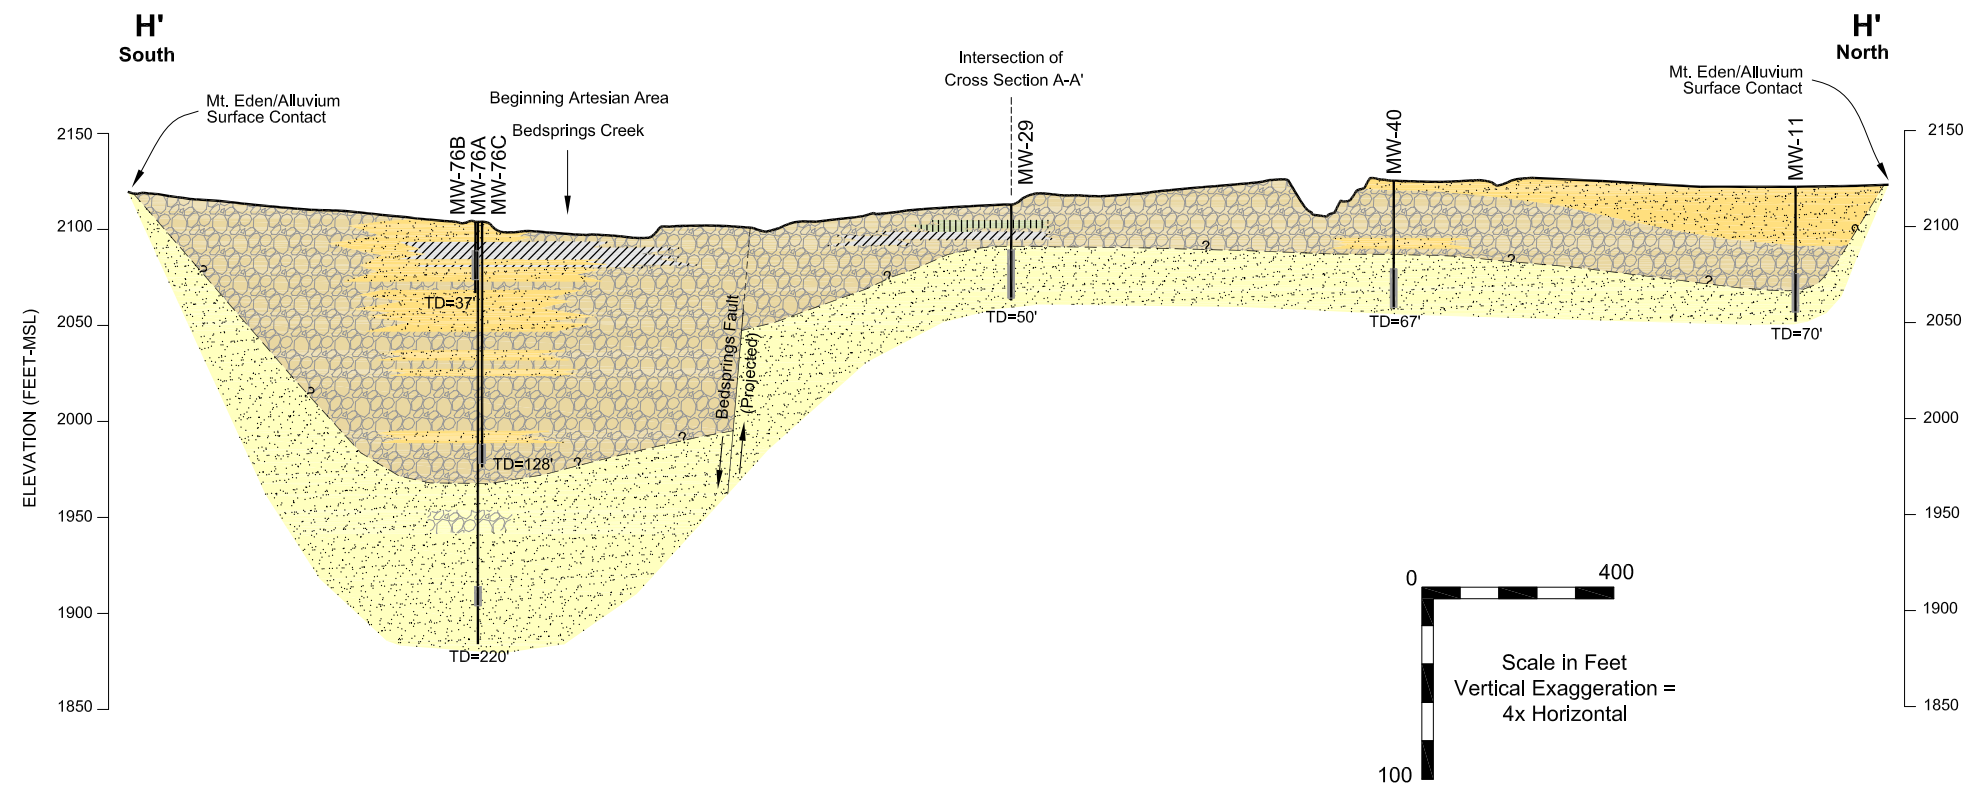 H'
South
H'
North
Mt. Eden/Alluvium
Surface Contact
Beginning Artesian Area
Bedsprings Creek
Intersection of
Cross Section A-A'
Mt. Eden/Alluvium
Surface Contact
MW-76B
MW-76A
MW-76C
MW-29
MW-40
MW-11
ELEVATION (FEET-MSL)
2150
2100
2050
2000
1950
1900
1850
2150
2100
2050
2000
1950
1900
1850
TD=37'
TD=128'
TD=220'
TD=50'
TD=67'
TD=70'
Bedsprings Fault
(Projected)
?
?
?
?
?
?
?
?
?
0
400
100
Scale in Feet
Vertical Exaggeration =
4x Horizontal